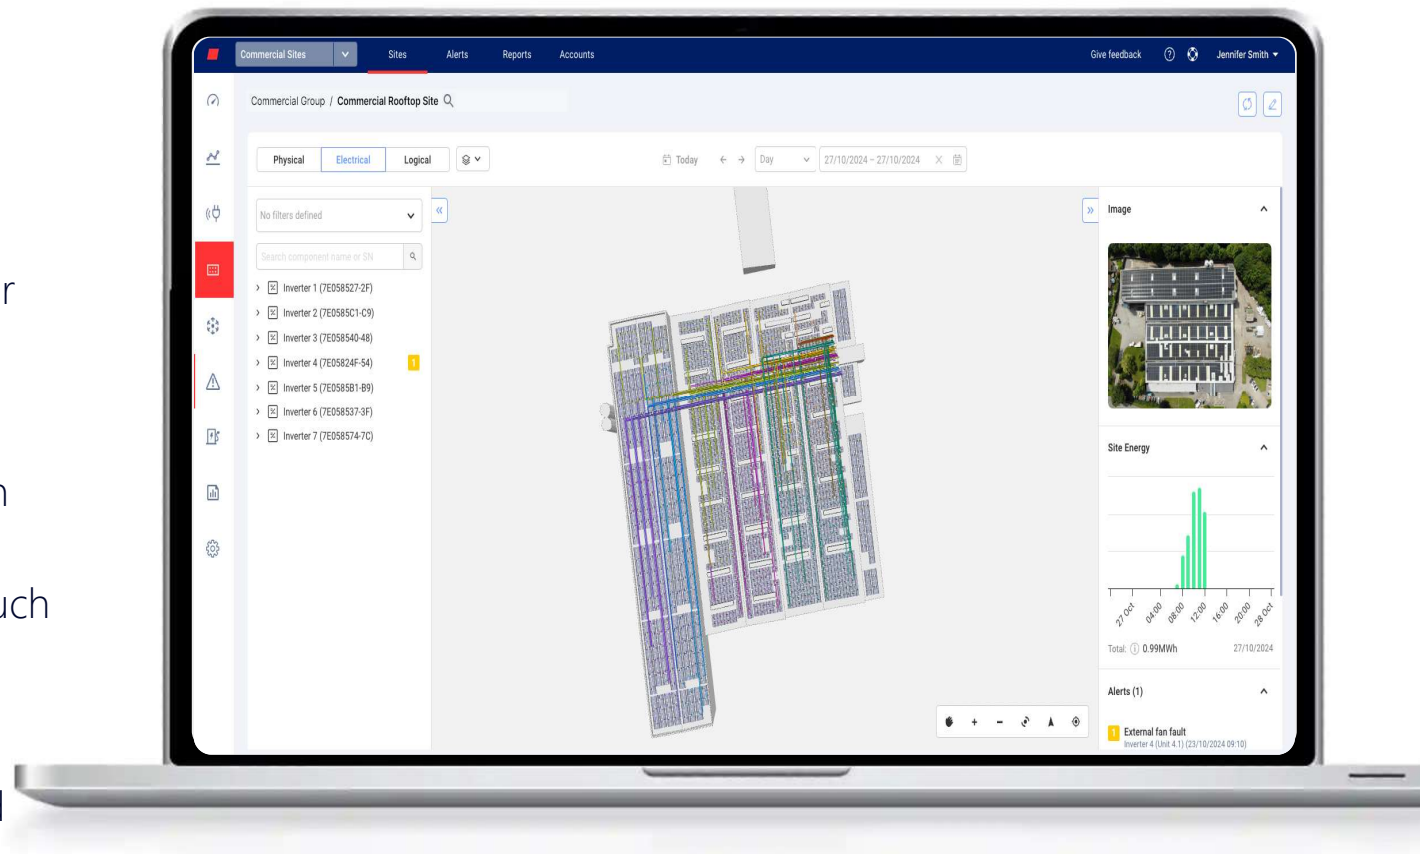 Commercial Sites Sites Alerts Reports Accounts Give feedback Jennifer Smith
Commercial Group / Commercial Rooftop Site
Physical Electrical Logical Today Day 27/10/2024 – 27/10/2024
No filters defined
Search component name or SN
Inverter 1 (7E058527-2F)
Inverter 2 (7E0585C1-C9)
Inverter 3 (7E058540-48)
Inverter 4 (7E05824F-54) 1
Inverter 5 (7E0585B1-B9)
Inverter 6 (7E058537-3F)
Inverter 7 (7E058574-7C)
Image
Site Energy
27 Oct 04:00 08:00 12:00 16:00 20:00 28 Oct
Total: 0.99MWh 27/10/2024
Alerts (1)
1 External fan fault
Inverter 4 (Unit 4.1) (23/10/2024 09:10)